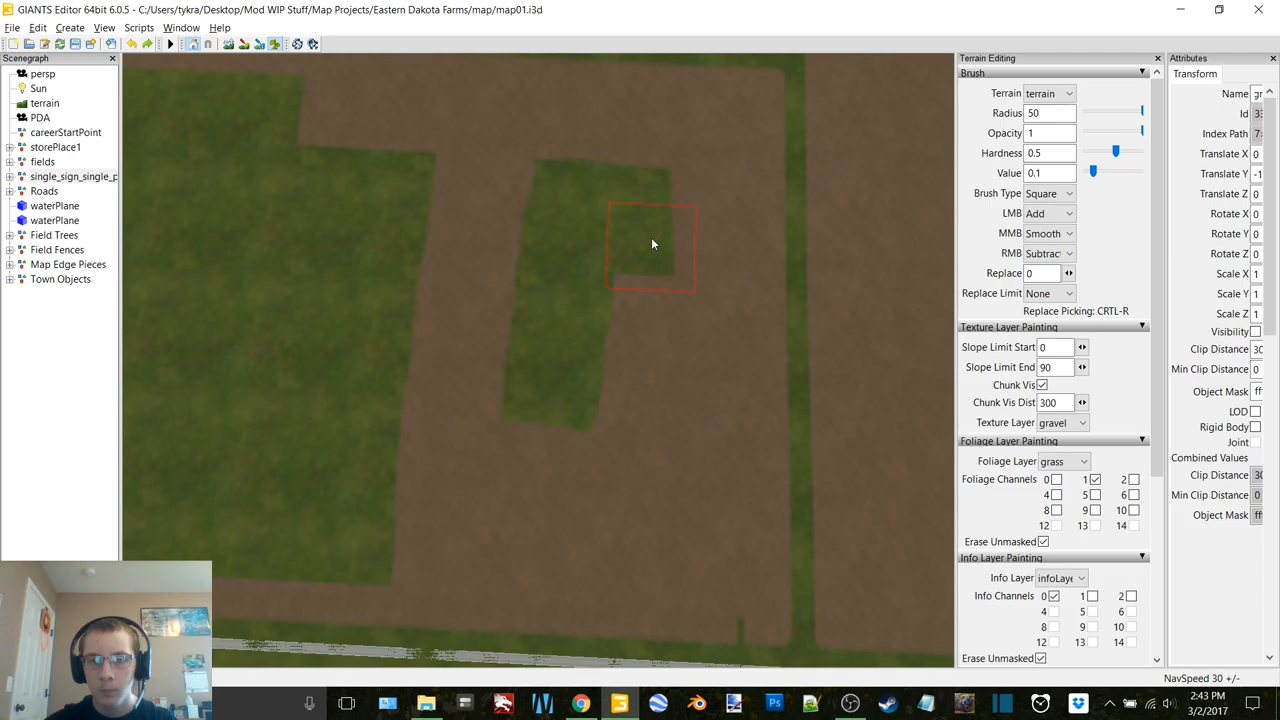 GIANTS Editor 64bit 6.0.5 - C:/Users/tykra/Desktop/Mod WIP Stuff/Map Projects/Eastern Dakota Farms/map/map01.i3d
File Edit Create View Scripts Window Help
Scenegraph
persp
Sun
terrain
PDA
careerStartPoint
storePlace1
fields
single_sign_single_p
Roads
waterPlane
waterPlane
Field Trees
Field Fences
Map Edge Pieces
Town Objects
Terrain Editing
Brush
Terrain terrain
Radius 50
Opacity 1
Hardness 0.5
Value 0.1
Brush Type Square
LMB Add
MMB Smooth
RMB Subtrac
Replace 0
Replace Limit None
Replace Picking: CRTL-R
Texture Layer Painting
Slope Limit Start 0
Slope Limit End 90
Chunk Vis
Chunk Vis Dist 300
Texture Layer gravel
Foliage Layer Painting
Foliage Layer grass
Foliage Channels 0 1 2
4 5 6
8 9 10
12 13 14
Erase Unmasked
Info Layer Painting
Info Layer infoLaye
Info Channels 0 1 2
4 5 6
8 9 10
12 13 14
Erase Unmasked
Attributes
Transform
Name gr
Id 3
Index Path 7
Translate X 0
Translate Y -1
Translate Z 0
Rotate X 0
Rotate Y 0
Rotate Z 0
Scale X 1
Scale Y 1
Scale Z 1
Visibility
Clip Distance 30
Min Clip Distance 0
Object Mask ff
LOD
Rigid Body
Joint
Combined Values
Clip Distance 30
Min Clip Distance 0
Object Mask ff
NavSpeed 30 +/-
2:43 PM
3/2/2017